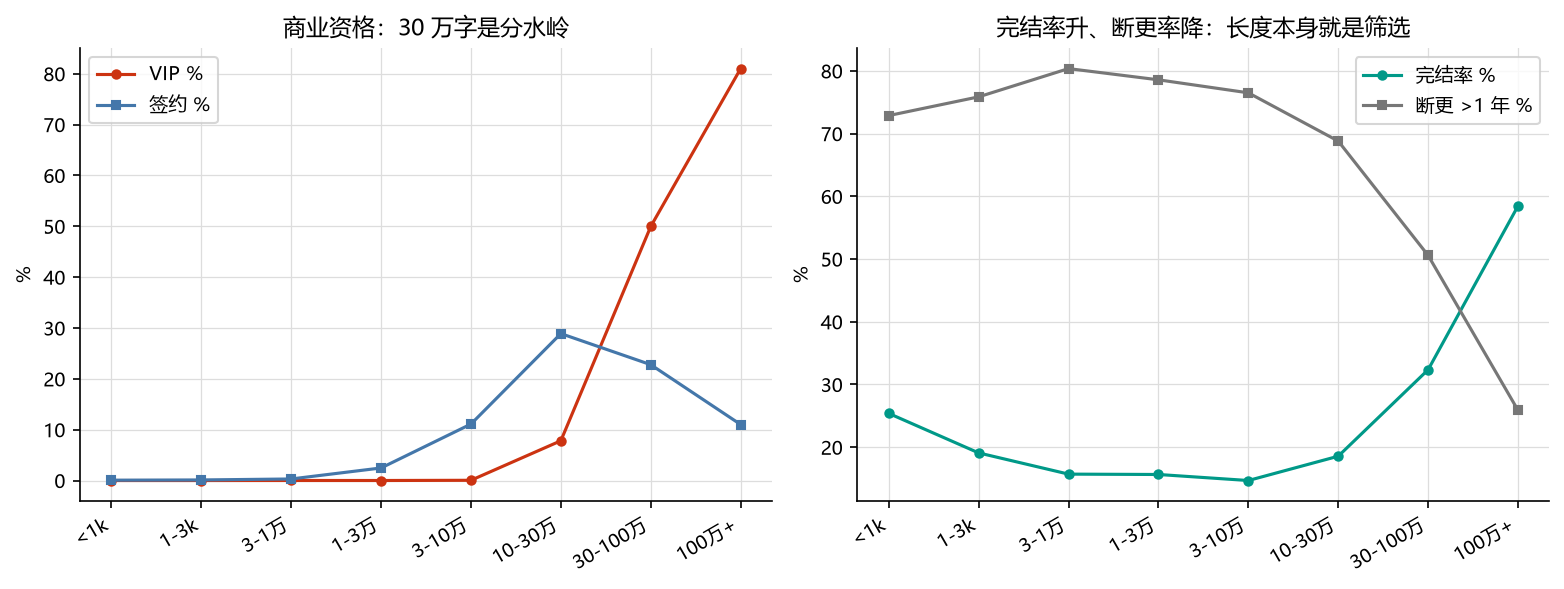 商业资格：30 万字是分水岭
VIP %
签约 %
80
70
60
50
40
30
20
10
0
%
<1k
1-3k
3-1万
1-3万
3-10万
10-30万
30-100万
100万+
完结率升、断更率降：长度本身就是筛选
完结率 %
断更 >1 年 %
80
70
60
50
40
30
20
%
<1k
1-3k
3-1万
1-3万
3-10万
10-30万
30-100万
100万+